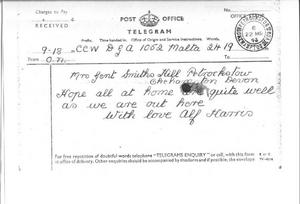 Charges to Pay
RECEIVED
POST OFFICE
TELEGRAM
Prefix. Time handed in. Office of Origin and Service Instructions. Words.
9-18 CCW DGA 1052 Malta 24 19
From
To
Mrs Gent Smiths Hill Petrockstow
Devon
Hope all at home are quite well
as we are out here
With love Alf Harris
For free repetition of doubtful words telephone "TELEGRAMS ENQUIRY" or call, with this form
at office of delivery. Other enquiries should be accompanied by this form and if possible, the envelope